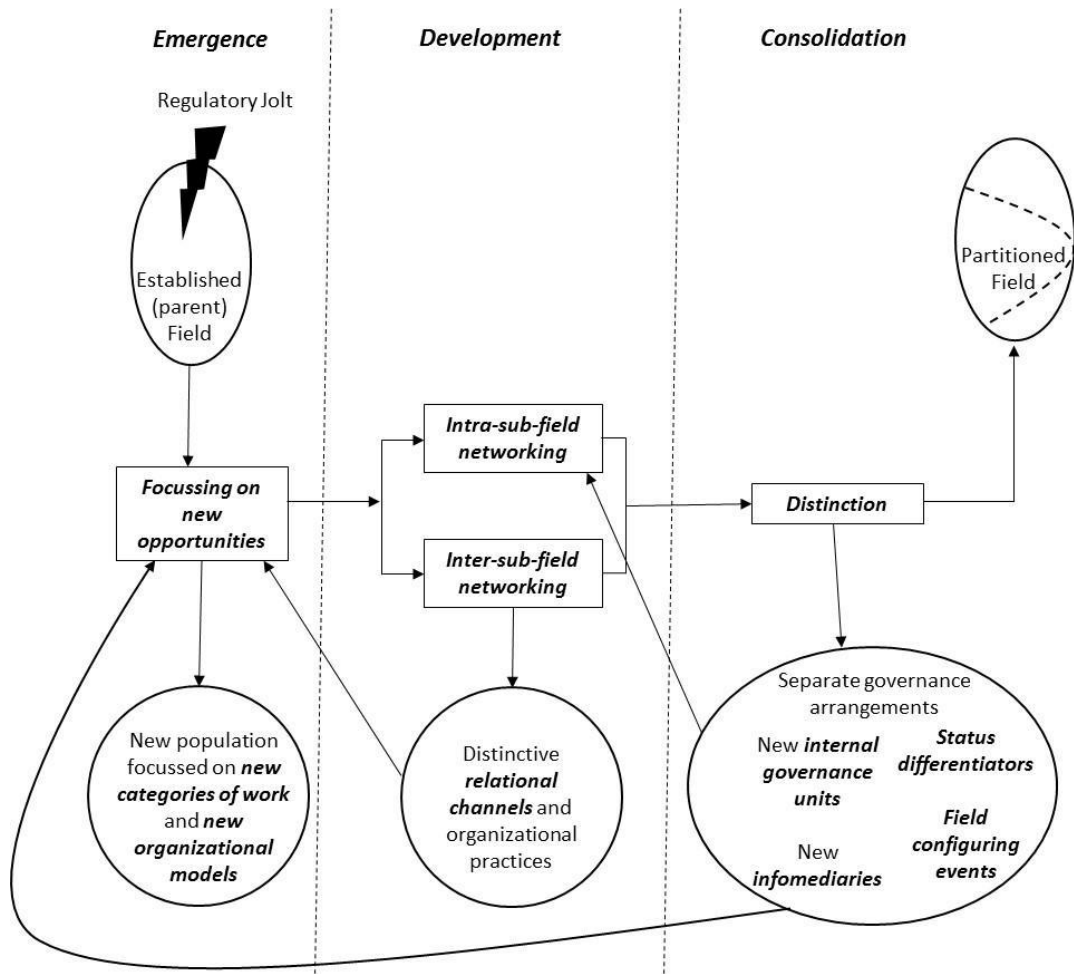 Emergence
Development
Consolidation
Regulatory Jolt
Established
(parent)
Field
Partitioned
Field
Focussing on
new
opportunities
Intra-sub-field
networking
Inter-sub-field
networking
Distinction
New population
focussed on new
categories of work
and new
organizational
models
Distinctive
relational
channels and
organizational
practices
Separate governance
arrangements
New internal
governance
units
Status
differentiators
New
infomediaries
Field
configuring
events